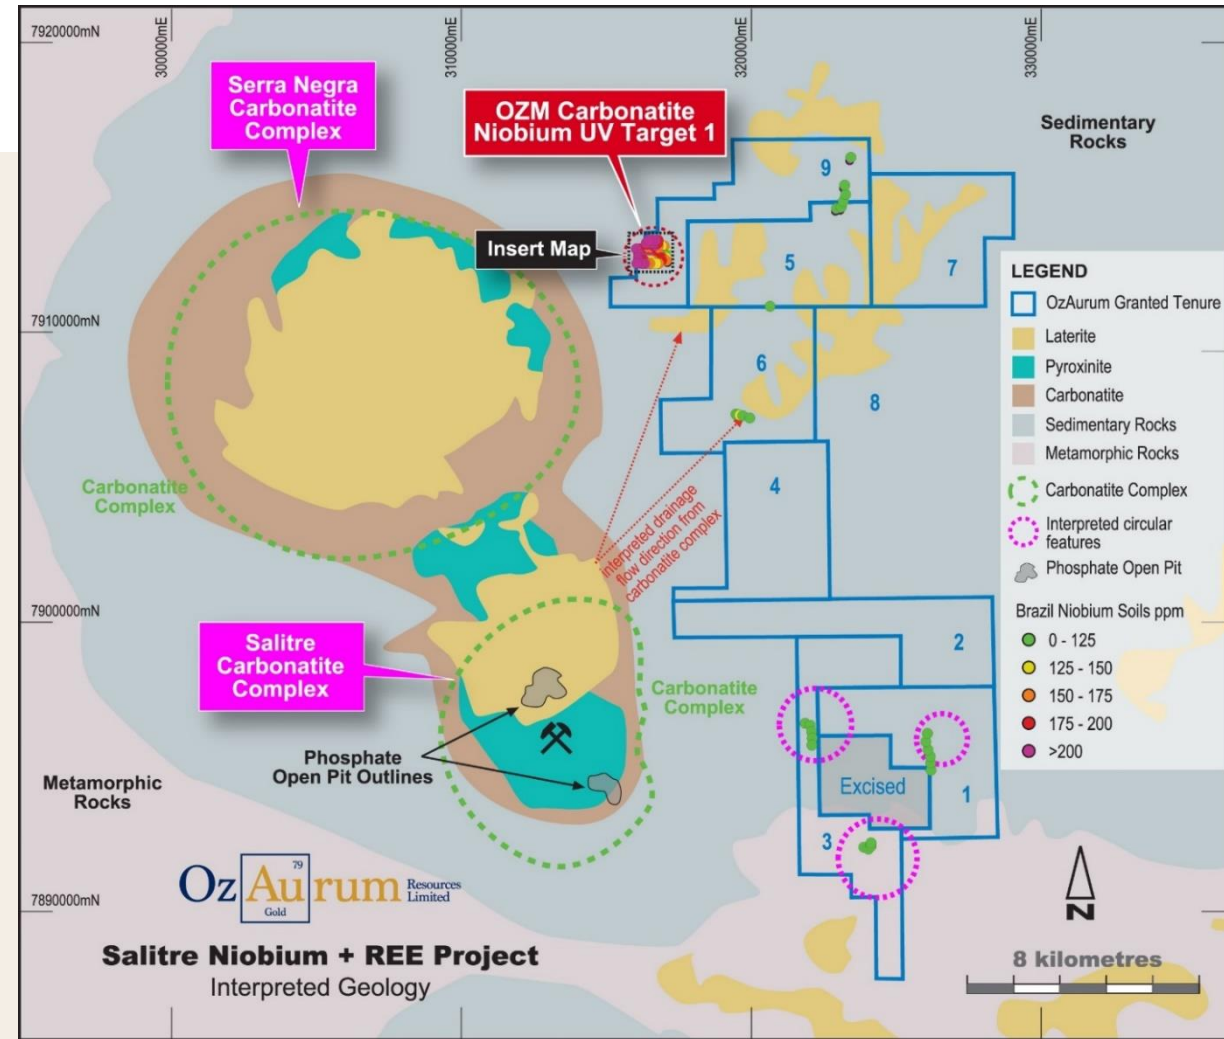 7920000mN
300000mE
310000mE
320000mE
330000mE
Serra Negra
Carbonatite
Complex
OZM Carbonatite
Niobium UV Target 1
Sedimentary
Rocks
9
Insert Map
5
7
7910000mN
6
8
Carbonatite
Complex
4
interpreted drainage
flow direction from
carbonatite complex
7900000mN
2
Salitre
Carbonatite
Complex
Carbonatite
Complex
Phosphate
Open Pit Outlines
Excised
1
Metamorphic
Rocks
3
7890000mN
LEGEND
OzAurum Granted Tenure
Laterite
Pyroxinite
Carbonatite
Sedimentary Rocks
Metamorphic Rocks
Carbonatite Complex
Interpreted circular
features
Phosphate Open Pit
Brazil Niobium Soils ppm
0 - 125
125 - 150
150 - 175
175 - 200
>200
79
OzAurum Resources
Limited
Gold
Salitre Niobium + REE Project
Interpreted Geology
N
8 kilometres